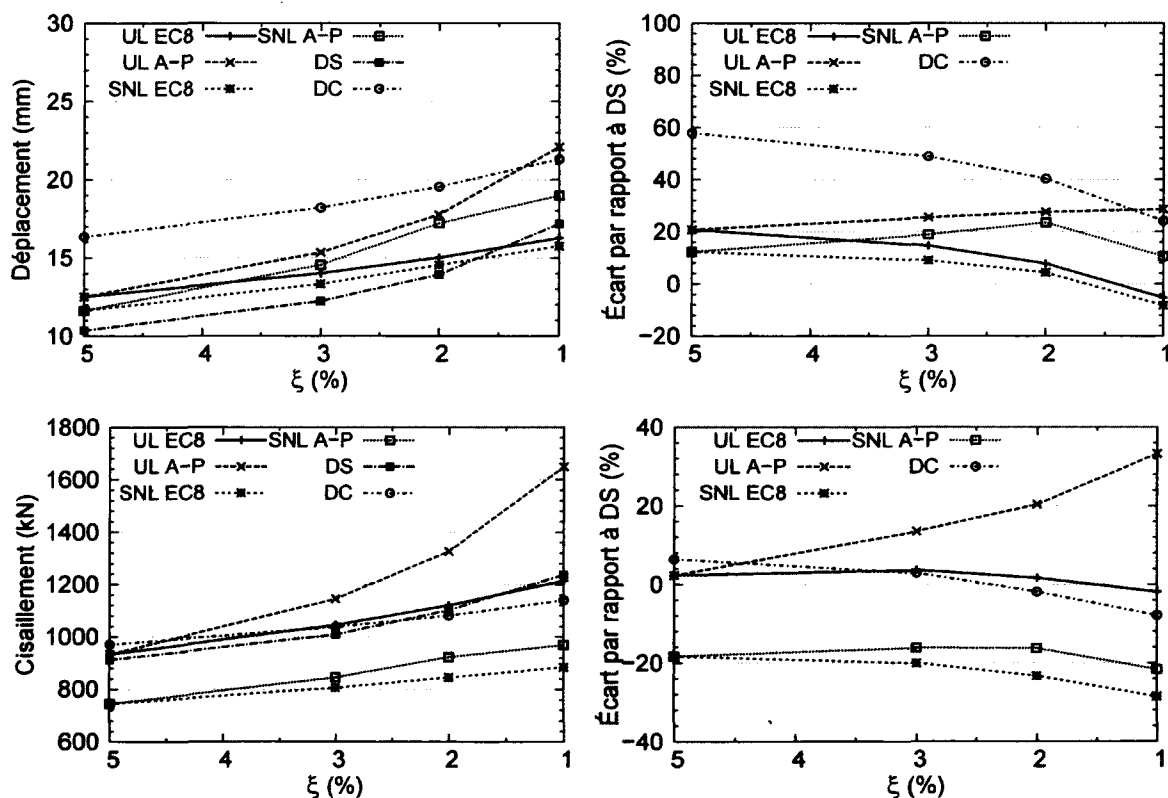 Déplacement (mm)
30
25
20
15
10
UL EC8
UL A-P
SNL EC8
SNL A-P
DS
DC
5
4
3
2
1
ξ (%)
Écart par rapport à DS (%)
100
80
60
40
20
0
−20
UL EC8
UL A-P
SNL EC8
SNL A-P
DC
5
4
3
2
1
ξ (%)
Cisaillement (kN)
1800
1600
1400
1200
1000
800
600
UL EC8
UL A-P
SNL EC8
SNL A-P
DS
DC
5
4
3
2
1
ξ (%)
Écart par rapport à DS (%)
40
20
0
−20
−40
UL EC8
UL A-P
SNL EC8
SNL A-P
DC
5
4
3
2
1
ξ (%)